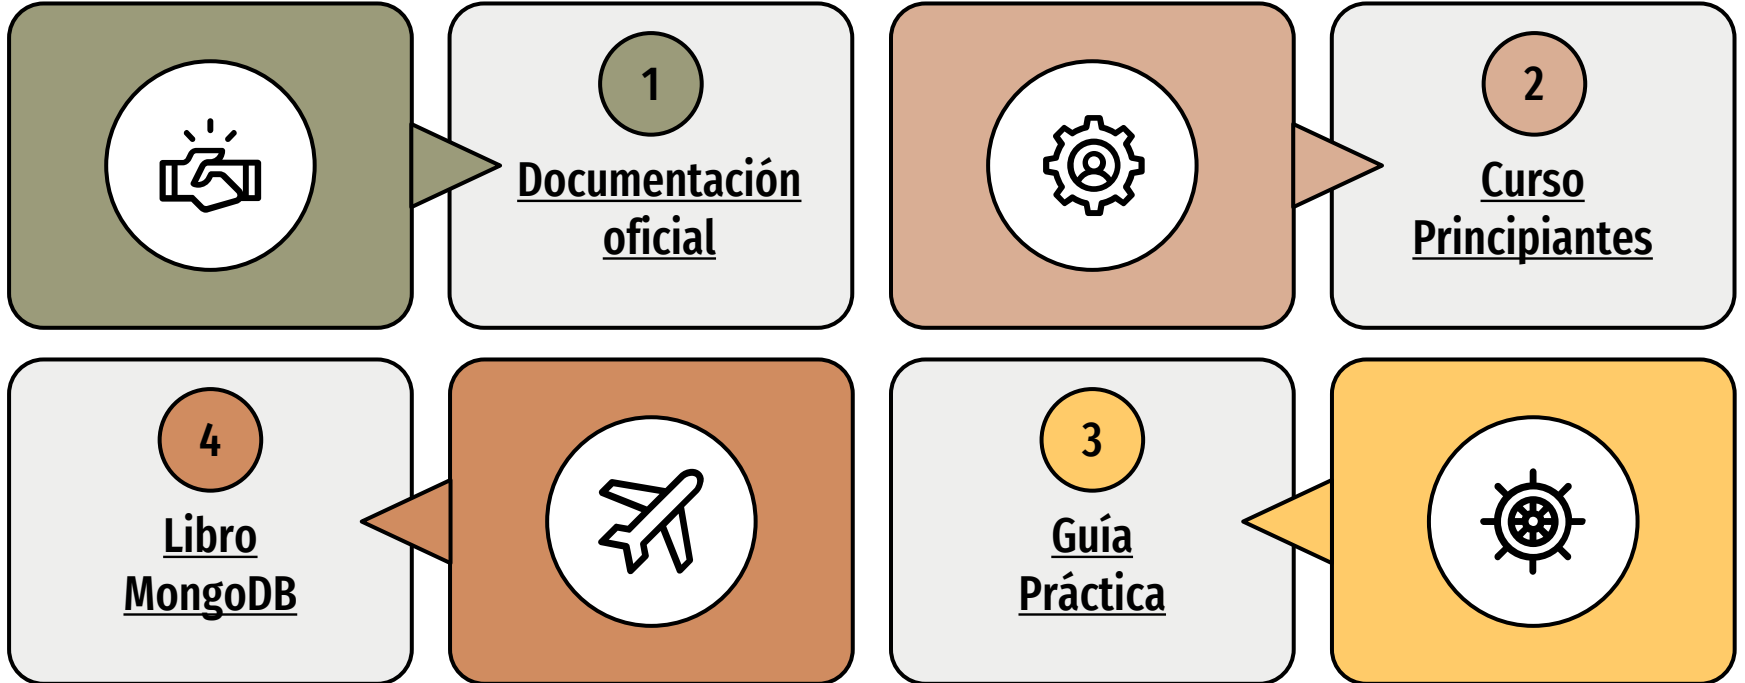 1
Documentación
oficial
2
Curso
Principiantes
4
Libro
MongoDB
3
Guía
Práctica